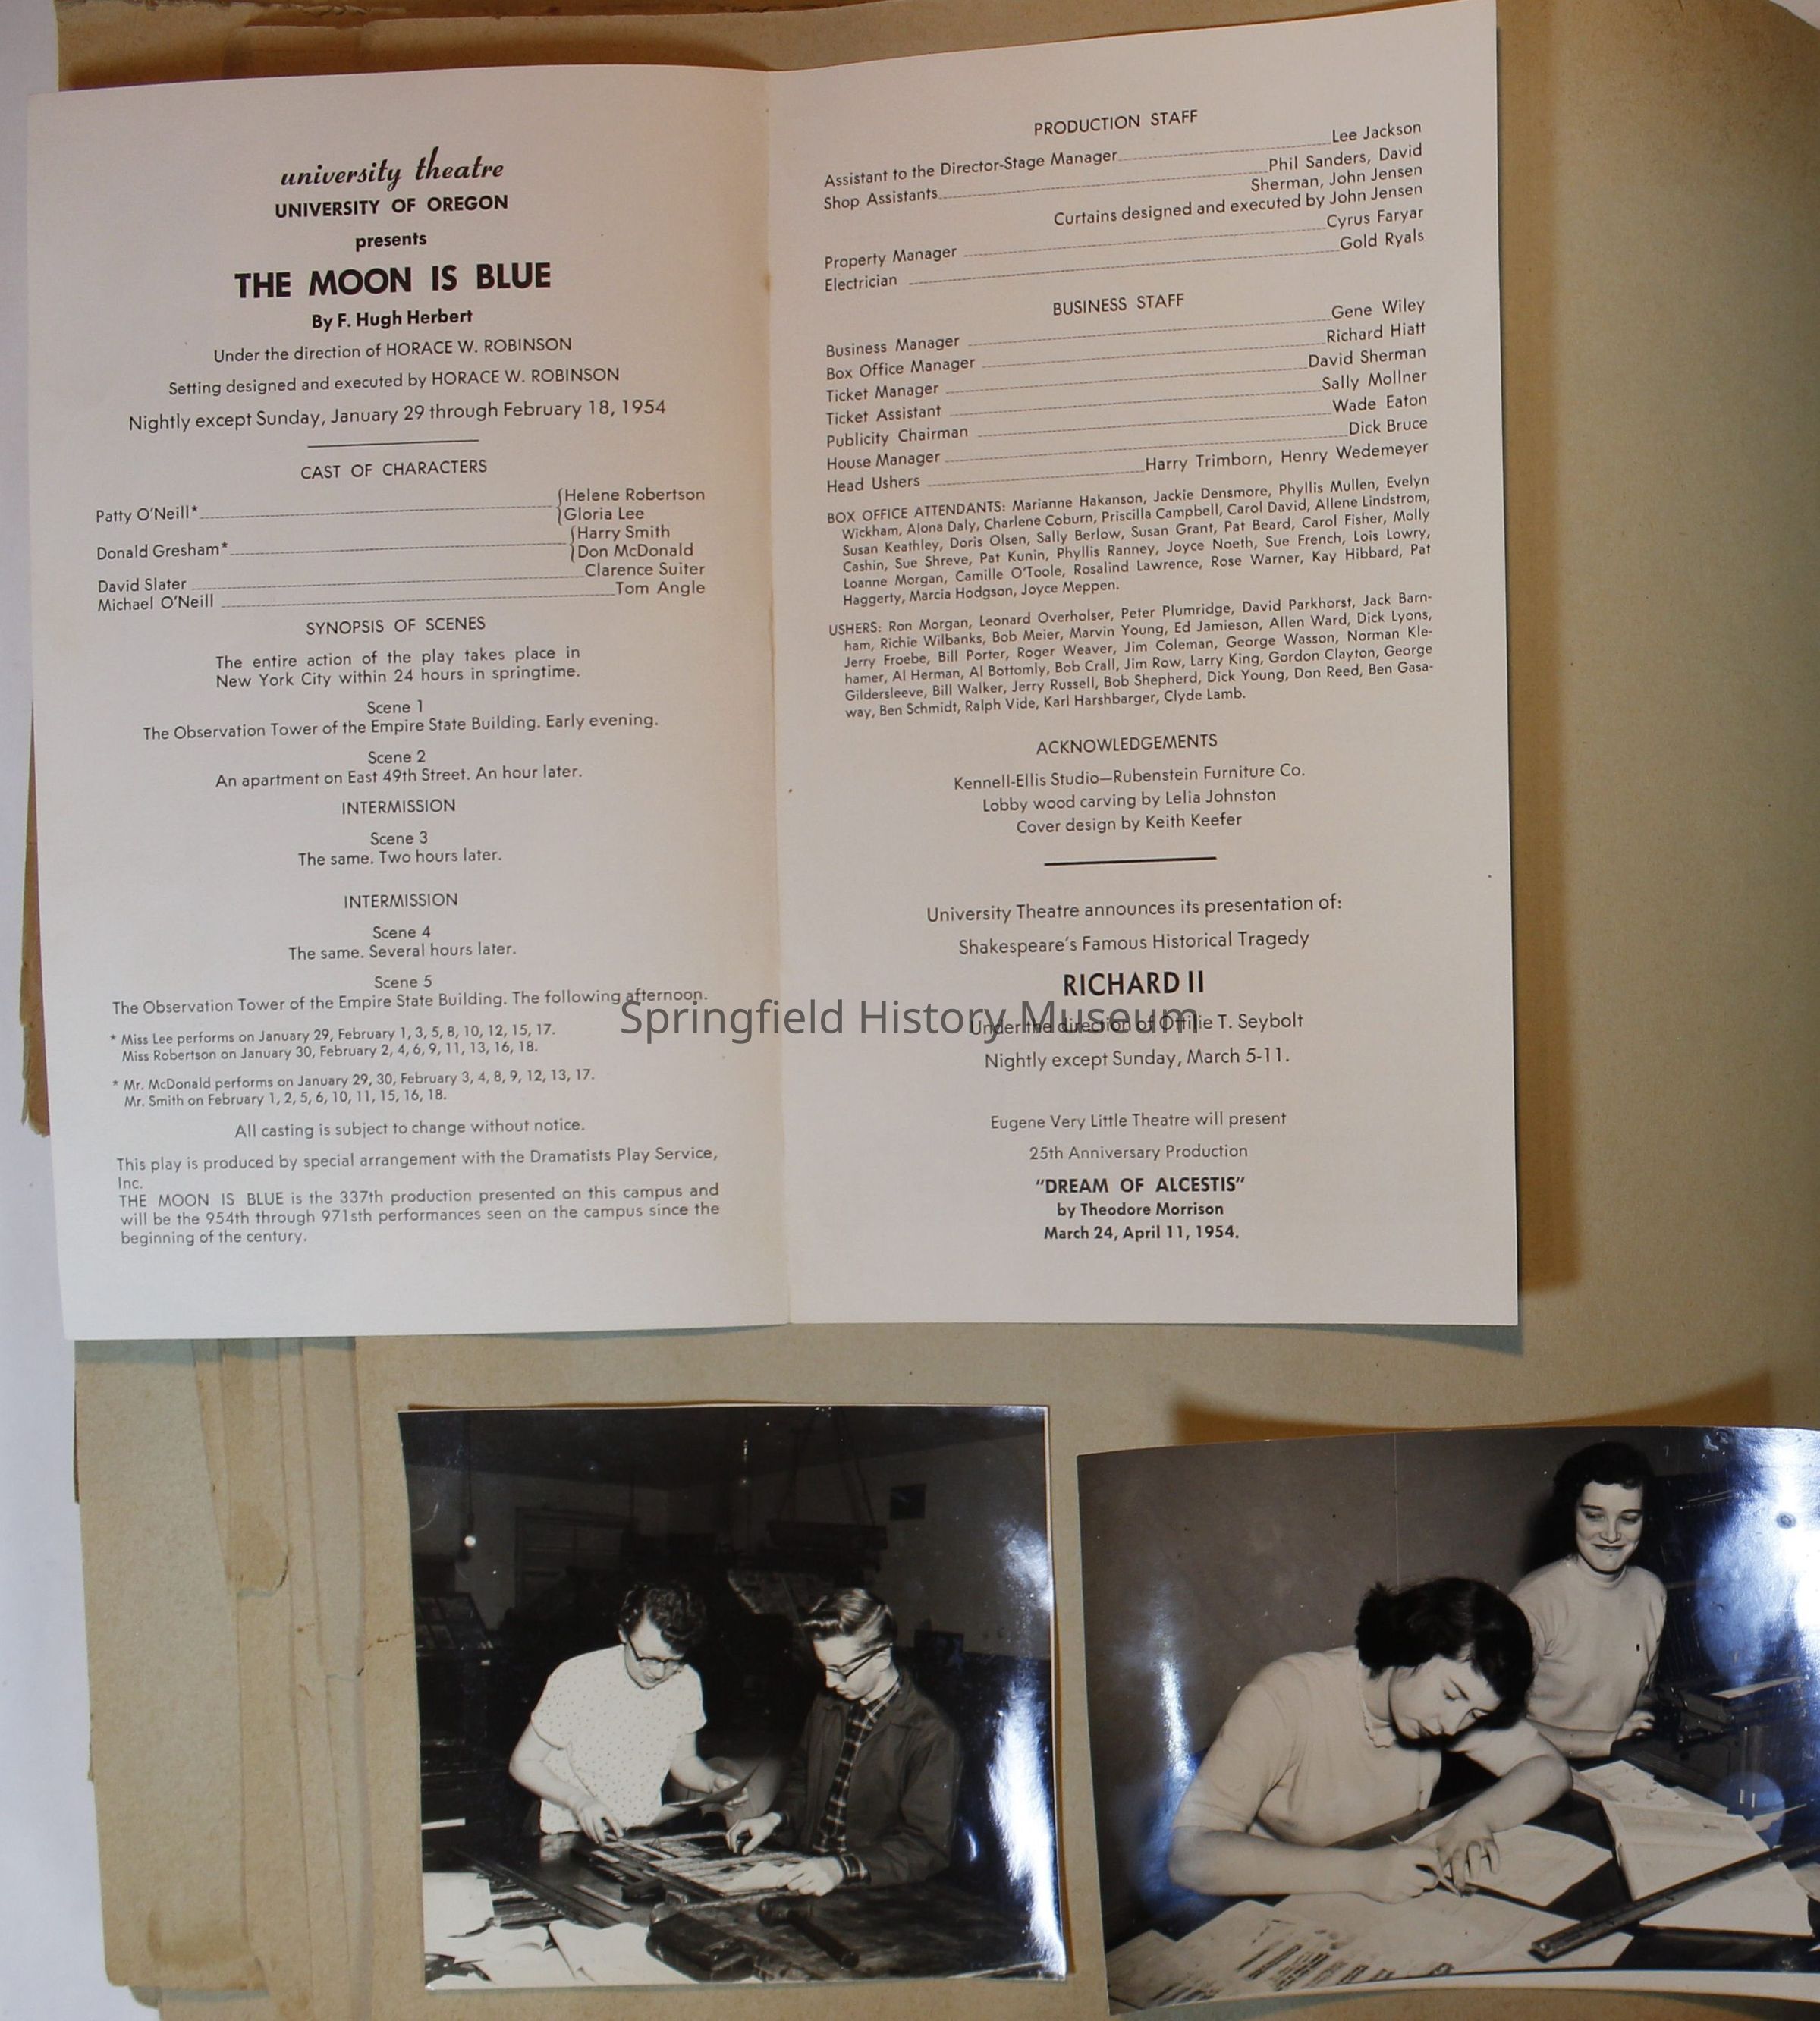 university theatre
UNIVERSITY OF OREGON
presents
THE MOON IS BLUE
By F. Hugh Herbert
Under the direction of HORACE W. ROBINSON
Setting designed and executed by HORACE W. ROBINSON
Nightly except Sunday, January 29 through February 18, 1954
CAST OF CHARACTERS
Patty O'Neill* {Helene Robertson
{Gloria Lee
Donald Gresham* {Harry Smith
{Don McDonald
David Slater Clarence Suiter
Michael O'Neill Tom Angle
SYNOPSIS OF SCENES
The entire action of the play takes place in
New York City within 24 hours in springtime.
Scene 1
The Observation Tower of the Empire State Building. Early evening.
Scene 2
An apartment on East 49th Street. An hour later.
INTERMISSION
Scene 3
The same. Two hours later.
INTERMISSION
Scene 4
The same. Several hours later.
Scene 5
The Observation Tower of the Empire State Building. The following afternoon.
* Miss Lee performs on January 29, February 1, 3, 5, 8, 10, 12, 15, 17.
Miss Robertson on January 30, February 2, 4, 6, 9, 11, 13, 16, 18.
* Mr. McDonald performs on January 29, 30, February 3, 4, 8, 9, 12, 13, 17.
Mr. Smith on February 1, 2, 5, 6, 10, 11, 15, 16, 18.
All casting is subject to change without notice.
This play is produced by special arrangement with the Dramatists Play Service,
Inc.
THE MOON IS BLUE is the 337th production presented on this campus and
will be the 954th through 971sth performances seen on the campus since the
beginning of the century.
PRODUCTION STAFF
Assistant to the Director-Stage Manager Lee Jackson
Shop Assistants Phil Sanders, David
Sherman, John Jensen
Curtains designed and executed by John Jensen
Property Manager Cyrus Faryar
Electrician Gold Ryals
BUSINESS STAFF
Business Manager Gene Wiley
Box Office Manager Richard Hiatt
Ticket Manager David Sherman
Ticket Assistant Sally Mollner
Publicity Chairman Wade Eaton
House Manager Dick Bruce
Head Ushers Harry Trimborn, Henry Wedemeyer
BOX OFFICE ATTENDANTS: Marianne Hakanson, Jackie Densmore, Phyllis Mullen, Evelyn
Wickham, Alona Daly, Charlene Coburn, Priscilla Campbell, Carol David, Allene Lindstrom,
Susan Keathley, Doris Olsen, Sally Berlow, Susan Grant, Pat Beard, Carol Fisher, Molly
Cashin, Sue Shreve, Pat Kunin, Phyllis Ranney, Joyce Noeth, Sue French, Lois Lowry,
Loanne Morgan, Camille O'Toole, Rosalind Lawrence, Rose Warner, Kay Hibbard, Pat
Haggerty, Marcia Hodgson, Joyce Meppen.
USHERS: Ron Morgan, Leonard Overholser, Peter Plumridge, David Parkhorst, Jack Barn-
ham, Richie Wilbanks, Bob Meier, Marvin Young, Ed Jamieson, Allen Ward, Dick Lyons,
Jerry Froebe, Bill Porter, Roger Weaver, Jim Coleman, George Wasson, Norman Kle-
hamer, Al Herman, Al Bottomly, Bob Crall, Jim Row, Larry King, Gordon Clayton, George
Gildersleeve, Bill Walker, Jerry Russell, Bob Shepherd, Dick Young, Don Reed, Ben Gasa-
way, Ben Schmidt, Ralph Vide, Karl Harshbarger, Clyde Lamb.
ACKNOWLEDGEMENTS
Kennell-Ellis Studio—Rubenstein Furniture Co.
Lobby wood carving by Lelia Johnston
Cover design by Keith Keefer
University Theatre announces its presentation of:
Shakespeare's Famous Historical Tragedy
RICHARD II
Under the direction of Ottilie T. Seybolt
Nightly except Sunday, March 5-11.
Eugene Very Little Theatre will present
25th Anniversary Production
"DREAM OF ALCESTIS"
by Theodore Morrison
March 24, April 11, 1954.
Springfield History Museum